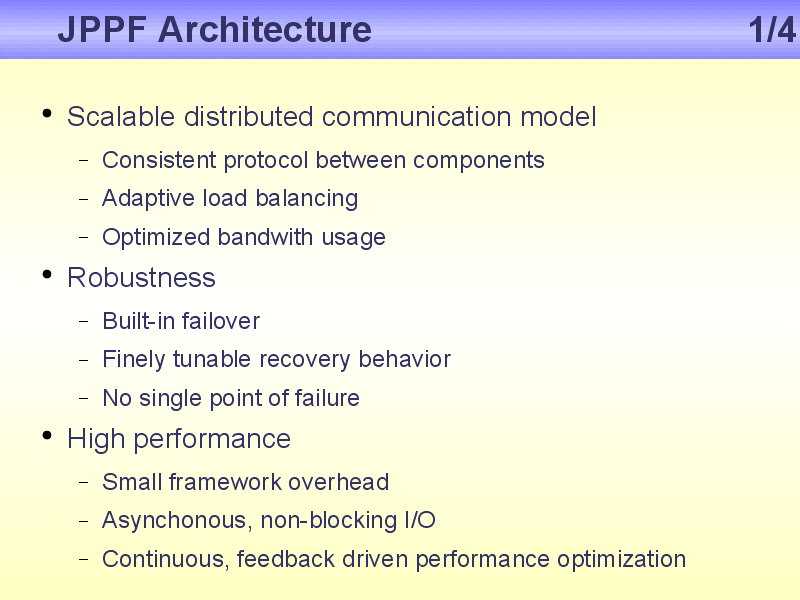 JPPF Architecture 1/4
• Scalable distributed communication model
– Consistent protocol between components
– Adaptive load balancing
– Optimized bandwith usage
• Robustness
– Built-in failover
– Finely tunable recovery behavior
– No single point of failure
• High performance
– Small framework overhead
– Asynchonous, non-blocking I/O
– Continuous, feedback driven performance optimization